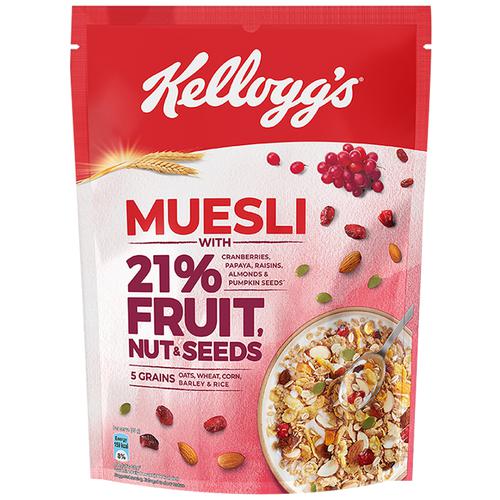 Kellogg's
MUESLI
WITH
21%
CRANBERRIES,
PAPAYA, RAISINS,
ALMONDS &
PUMPKIN SEEDS
FRUIT,
NUT & SEEDS
5 GRAINS
OATS, WHEAT, CORN,
BARLEY & RICE
Energy